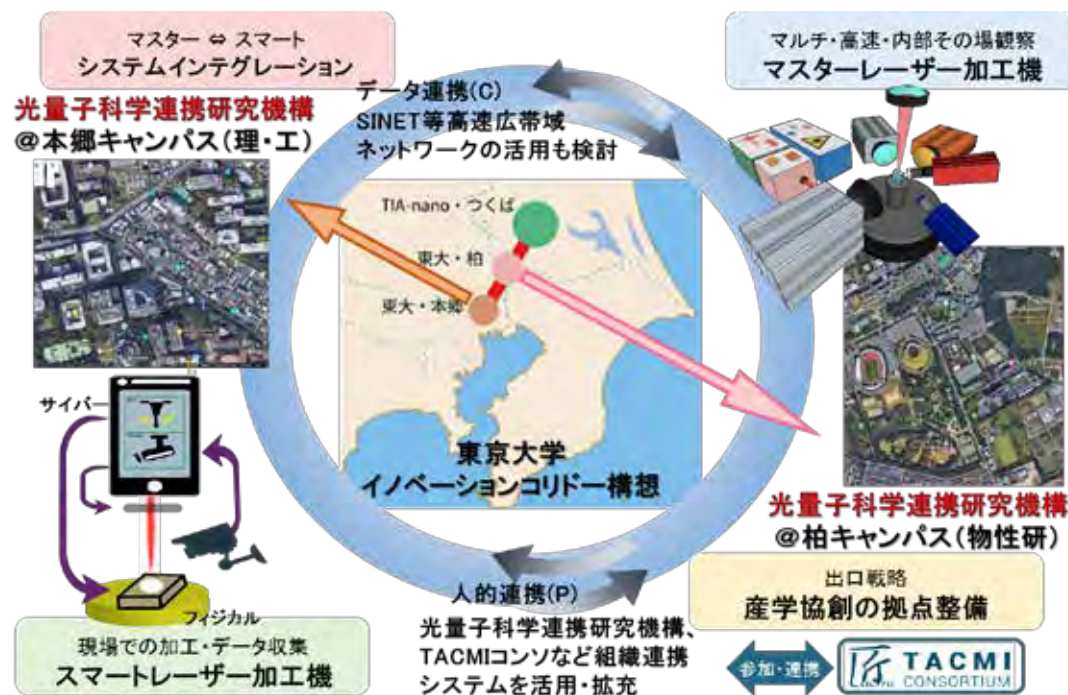 マスター ⇔ スマート
システムインテグレーション
光量子科学連携研究機構
@本郷キャンパス(理・工)
データ連携(C)
SINET等高速広帯域
ネットワークの活用も検討
マルチ・高速・内部その場観察
マスターレーザー加工機
TIA-nano・つくば
東大・柏
東大・本郷
東京大学
イノベーションコリドー構想
サイバー
フィジカル
現場での加工・データ収集
スマートレーザー加工機
人的連携(P)
光量子科学連携研究機構、
TACMIコンソなど組織連携
システムを活用・拡充
光量子科学連携研究機構
@柏キャンパス(物性研)
出口戦略
産学協創の拠点整備
参加・連携
匠 TACMI
CONSORTIUM